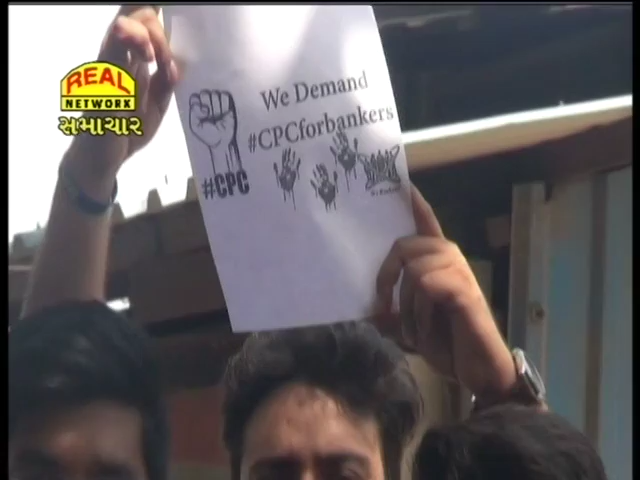 REAL
NETWORK
સમાચાર
We Demand
#CPCforbankers
#CPC